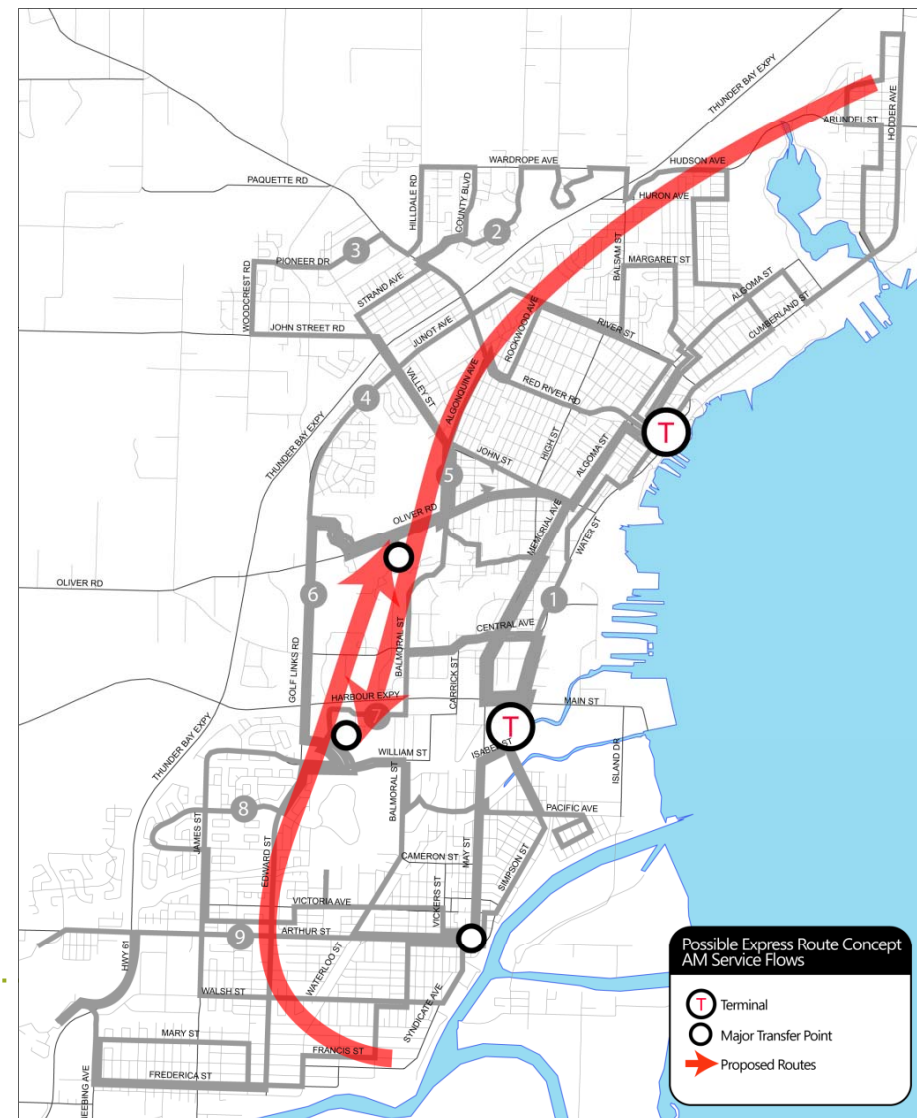 THUNDER BAY EXPY
HODDER AVE
ARUNDEL ST
WARDROPE AVE
HUDSON AVE
PAQUETTE RD
HILLDALE RD
COUNTY BLVD
HURON AVE
2
3
PIONEER DR
BALSAM ST
MARGARET ST
WOODCREST RD
STRAND AVE
ALGOMA ST
CUMBERLAND ST
JOHN STREET RD
JUNOT AVE
ROCKWOOD AVE
RIVER ST
VALLEY ST
ALGONQUIN AVE
RED RIVER RD
4
THUNDER BAY EXPY
HIGH ST
ALGOMA ST
T
JOHN ST
5
OLIVER RD
MEMORIAL AVE
WATER ST
OLIVER RD
6
1
CENTRAL AVE
GOLF LINKS RD
BALMORAL ST
CARRICK ST
HARBOUR EXPY
MAIN ST
7
T
THUNDER BAY EXPY
WILLIAM ST
ISABEL ST
ISLAND DR
8
JAMES ST
BALMORAL ST
PACIFIC AVE
EDWARD ST
CAMERON ST
MAY ST
SIMPSON ST
VICTORIA AVE
VICKERS ST
9
ARTHUR ST
HWY 61
WATERLOO ST
WALSH ST
SYNDICATE AVE
MARY ST
FRANCIS ST
FREDERICA ST
NEEBING AVE
Possible Express Route Concept
AM Service Flows
T Terminal
Major Transfer Point
Proposed Routes